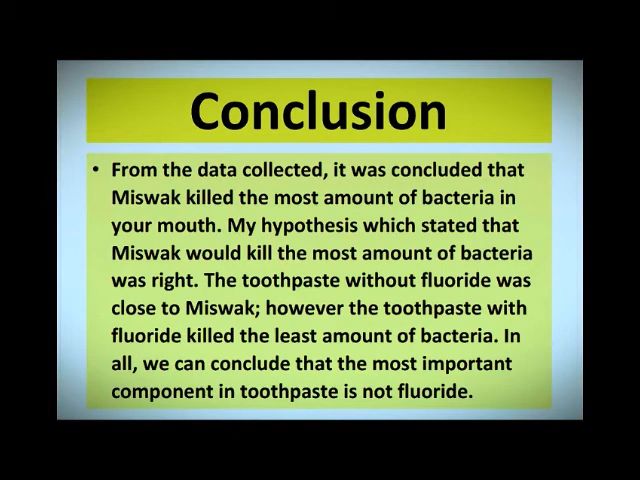 Conclusion
• From the data collected, it was concluded that
Miswak killed the most amount of bacteria in
your mouth. My hypothesis which stated that
Miswak would kill the most amount of bacteria
was right. The toothpaste without fluoride was
close to Miswak; however the toothpaste with
fluoride killed the least amount of bacteria. In
all, we can conclude that the most important
component in toothpaste is not fluoride.